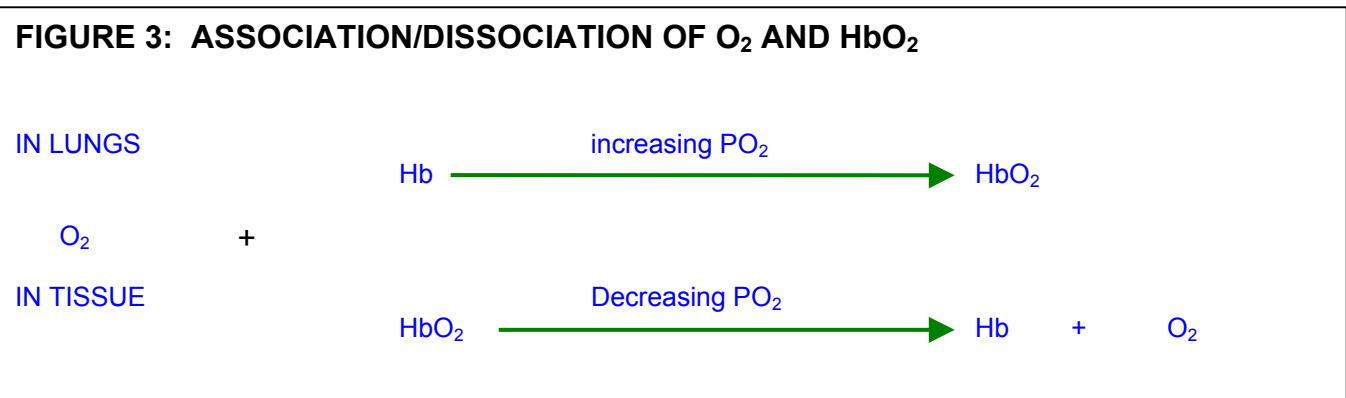 FIGURE 3: ASSOCIATION/DISSOCIATION OF O₂ AND HbO₂
IN LUNGS increasing PO₂
Hb HbO₂
O₂ +
IN TISSUE Decreasing PO₂
HbO₂ Hb + O₂